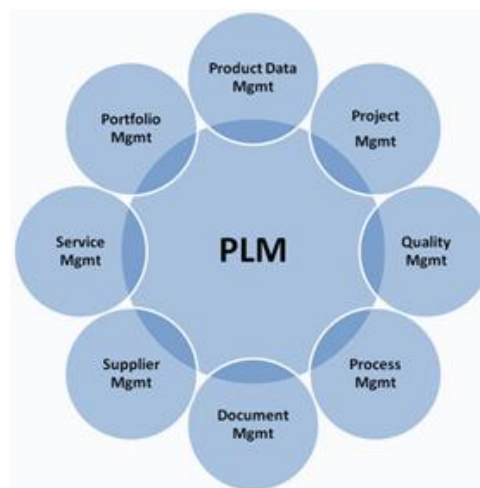 Product Data
Mgmt
Project
Mgmt
Quality
Mgmt
Process
Mgmt
Document
Mgmt
Supplier
Mgmt
Service
Mgmt
Portfolio
Mgmt
PLM